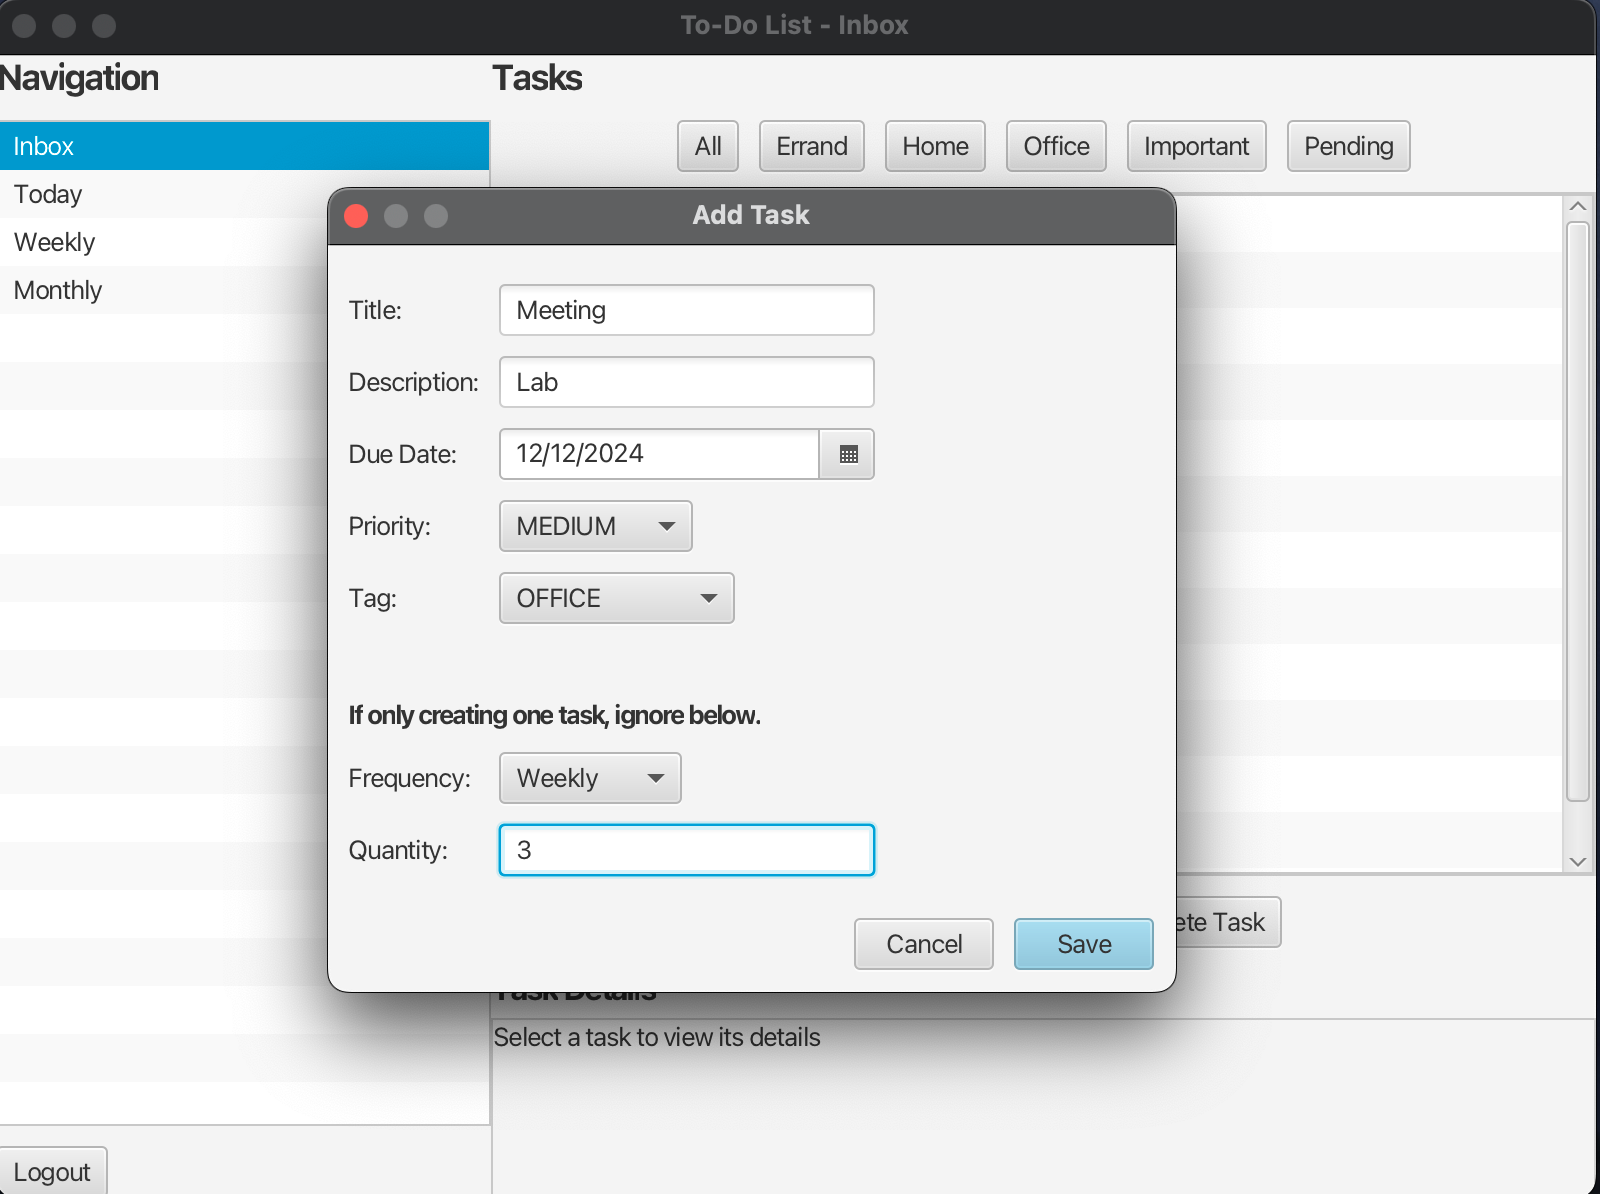 To-Do List - Inbox
Navigation
Tasks
All
Errand
Home
Office
Important
Pending
Inbox
Today
Weekly
Monthly
Add Task
Title:
Meeting
Description:
Lab
Due Date:
12/12/2024
Priority:
MEDIUM
Tag:
OFFICE
If only creating one task, ignore below.
Frequency:
Weekly
Quantity:
3
Cancel
Save
ete Task
Task Details
Select a task to view its details
Logout